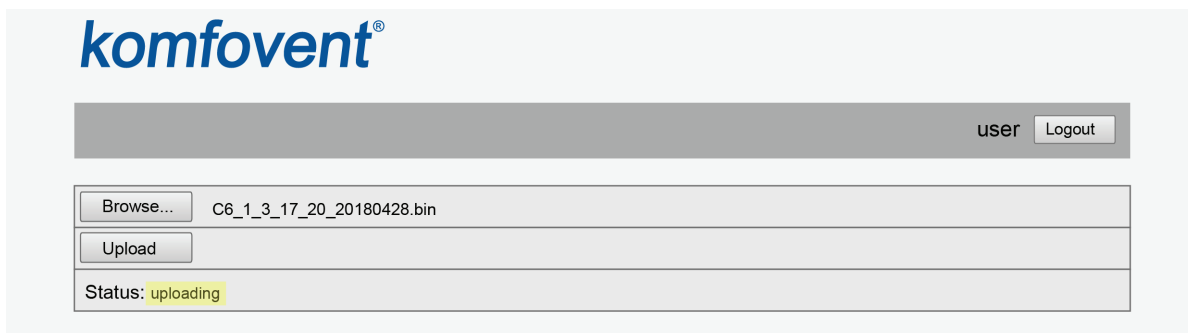 komfovent®
user Logout
Browse... C6_1_3_17_20_20180428.bin
Upload
Status: uploading